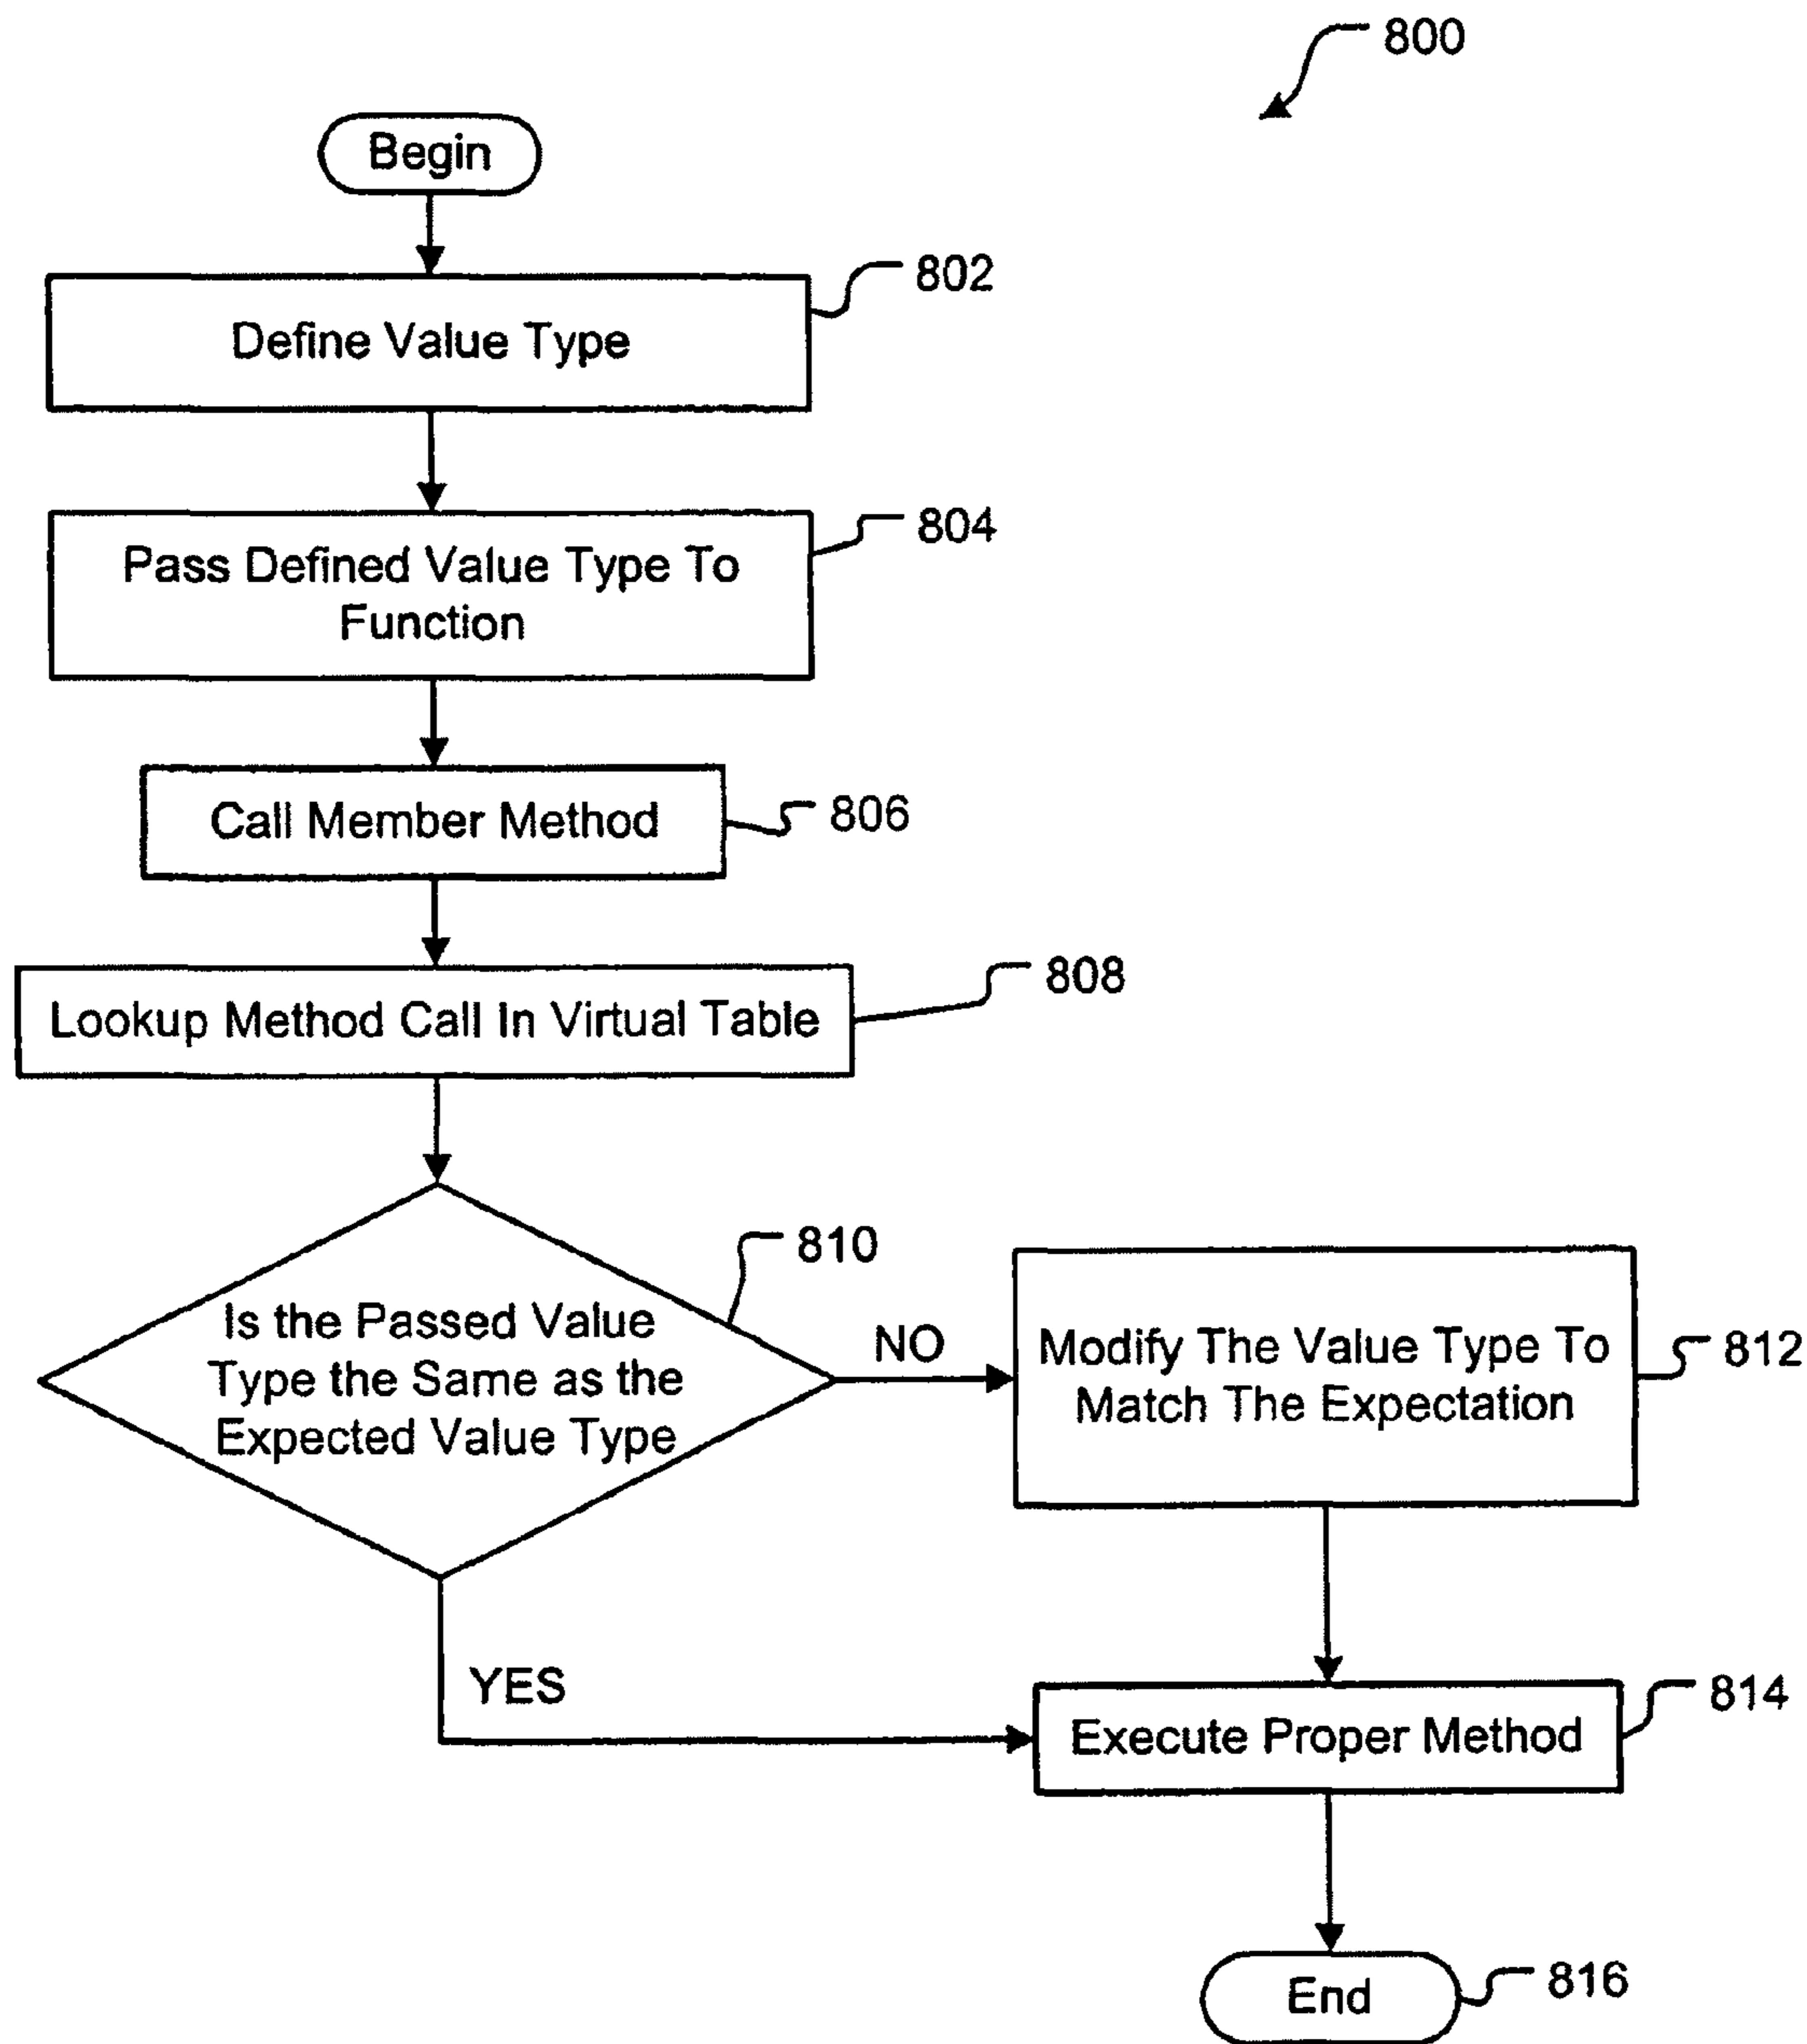 800
Begin
802
Define Value Type
804
Pass Defined Value Type To
Function
Call Member Method
806
808
Lookup Method Call In Virtual Table
810
Is the Passed Value
Type the Same as the
Expected Value Type
NO
Modify The Value Type To
Match The Expectation
812
YES
814
Execute Proper Method
End
816